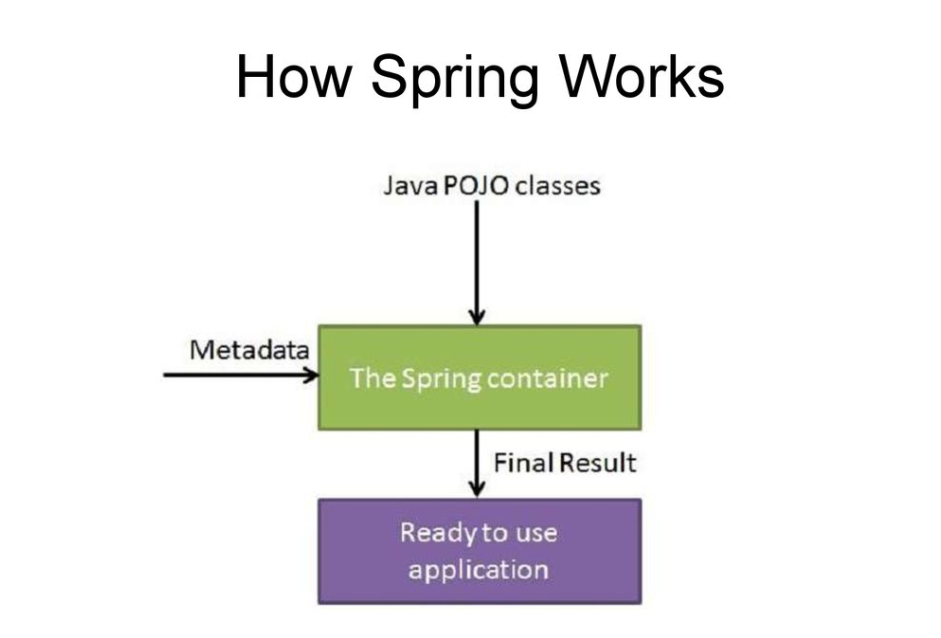 How Spring Works
Java POJO classes
Metadata
The Spring container
Final Result
Ready to use
application